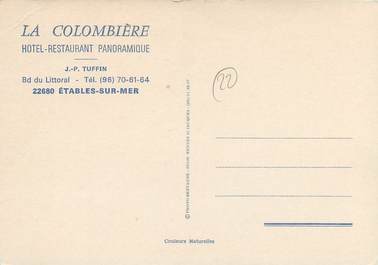 LA COLOMBIÈRE
HÔTEL-RESTAURANT PANORAMIQUE
J.-P. TUFFIN
Bd du Littoral - Tél. (96) 70-61-64
22680 ÉTABLES-SUR-MER
22
Couleurs Naturelles